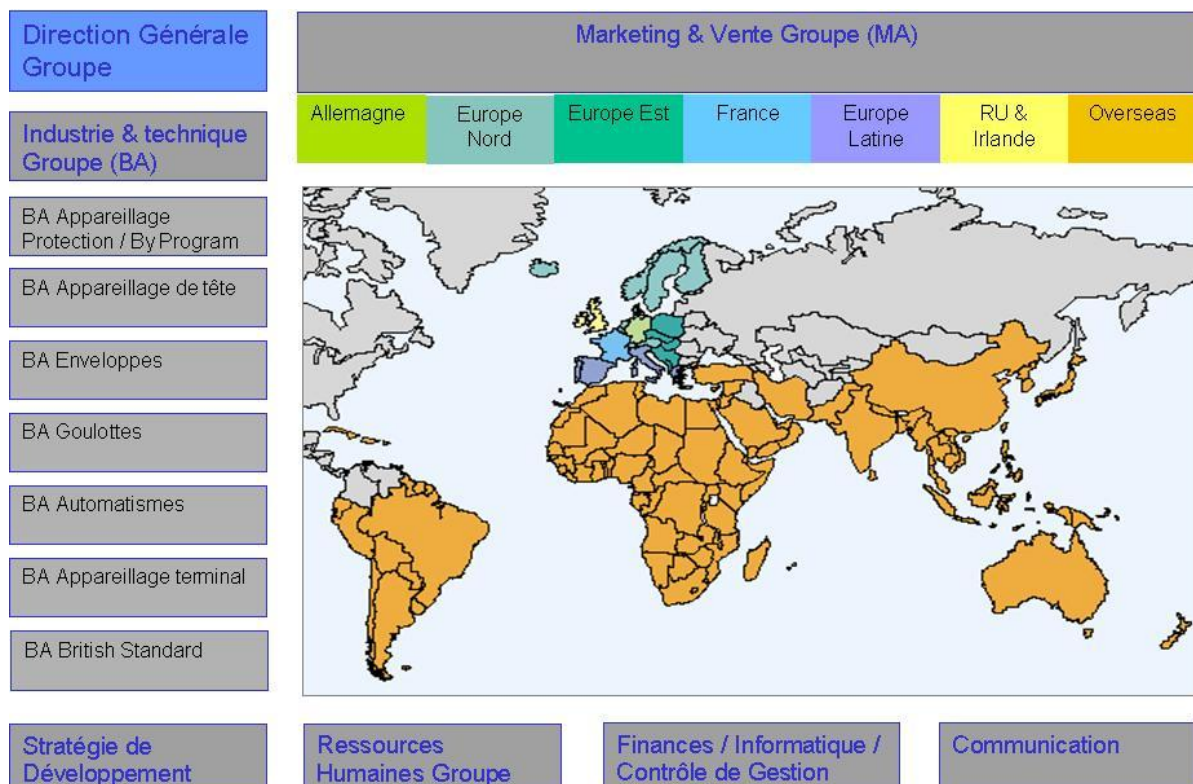 Direction Générale
Groupe
Marketing & Vente Groupe (MA)
Allemagne
Europe
Nord
Europe Est
France
Europe
Latine
RU &
Irlande
Overseas
Industrie & technique
Groupe (BA)
BA Appareillage
Protection / By Program
BA Appareillage de tête
BA Enveloppes
BA Goulottes
BA Automatismes
BA Appareillage terminal
BA British Standard
Stratégie de
Développement
Ressources
Humaines Groupe
Finances / Informatique /
Contrôle de Gestion
Communication